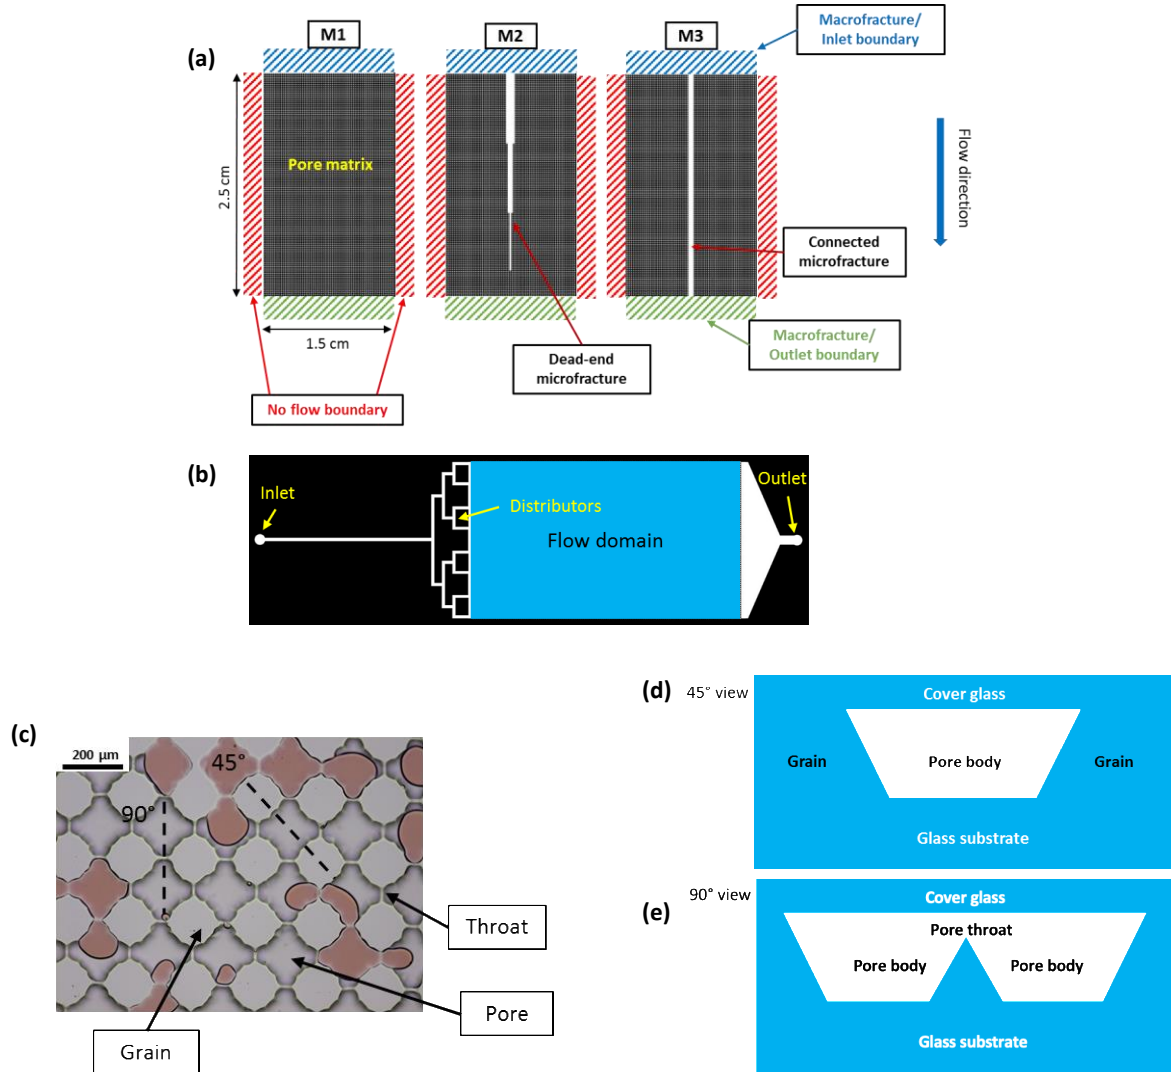 (a)
M1
M2
M3
Macrofracture/
Inlet boundary
Pore matrix
2.5 cm
Flow direction
Connected
microfracture
1.5 cm
Dead-end
microfracture
Macrofracture/
Outlet boundary
No flow boundary
(b)
Inlet
Distributors
Flow domain
Outlet
(c)
200 µm
45°
90°
Throat
Pore
Grain
(d)
45° view
Cover glass
Grain
Pore body
Grain
Glass substrate
(e)
90° view
Cover glass
Pore throat
Pore body
Pore body
Glass substrate